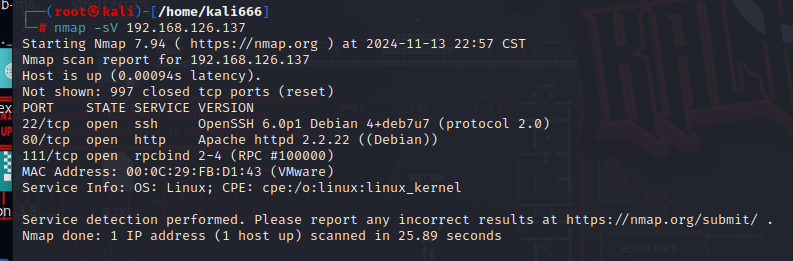 (root㉿kali)-[/home/kali666]
# nmap -sV 192.168.126.137
Starting Nmap 7.94 ( https://nmap.org ) at 2024-11-13 22:57 CST
Nmap scan report for 192.168.126.137
Host is up (0.00094s latency).
Not shown: 997 closed tcp ports (reset)
PORT    STATE SERVICE VERSION
22/tcp  open  ssh     OpenSSH 6.0p1 Debian 4+deb7u7 (protocol 2.0)
80/tcp  open  http    Apache httpd 2.2.22 ((Debian))
111/tcp open  rpcbind 2-4 (RPC #100000)
MAC Address: 00:0C:29:FB:D1:43 (VMware)
Service Info: OS: Linux; CPE: cpe:/o:linux:linux_kernel
Service detection performed. Please report any incorrect results at https://nmap.org/submit/ .
Nmap done: 1 IP address (1 host up) scanned in 25.89 seconds